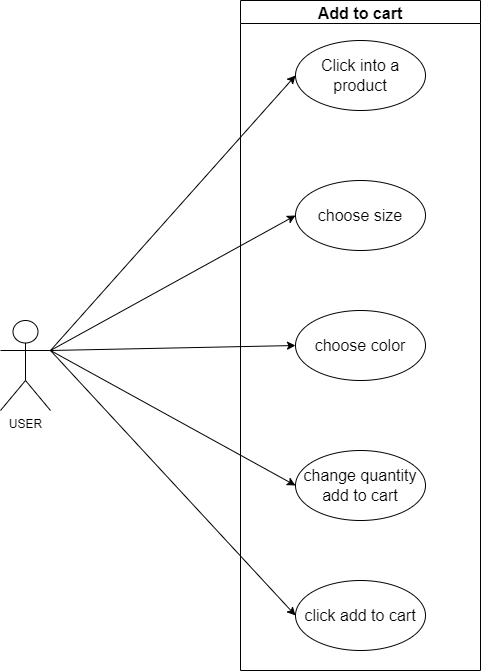 Add to cart
Click into a
product
choose size
choose color
USER
change quantity
add to cart
click add to cart